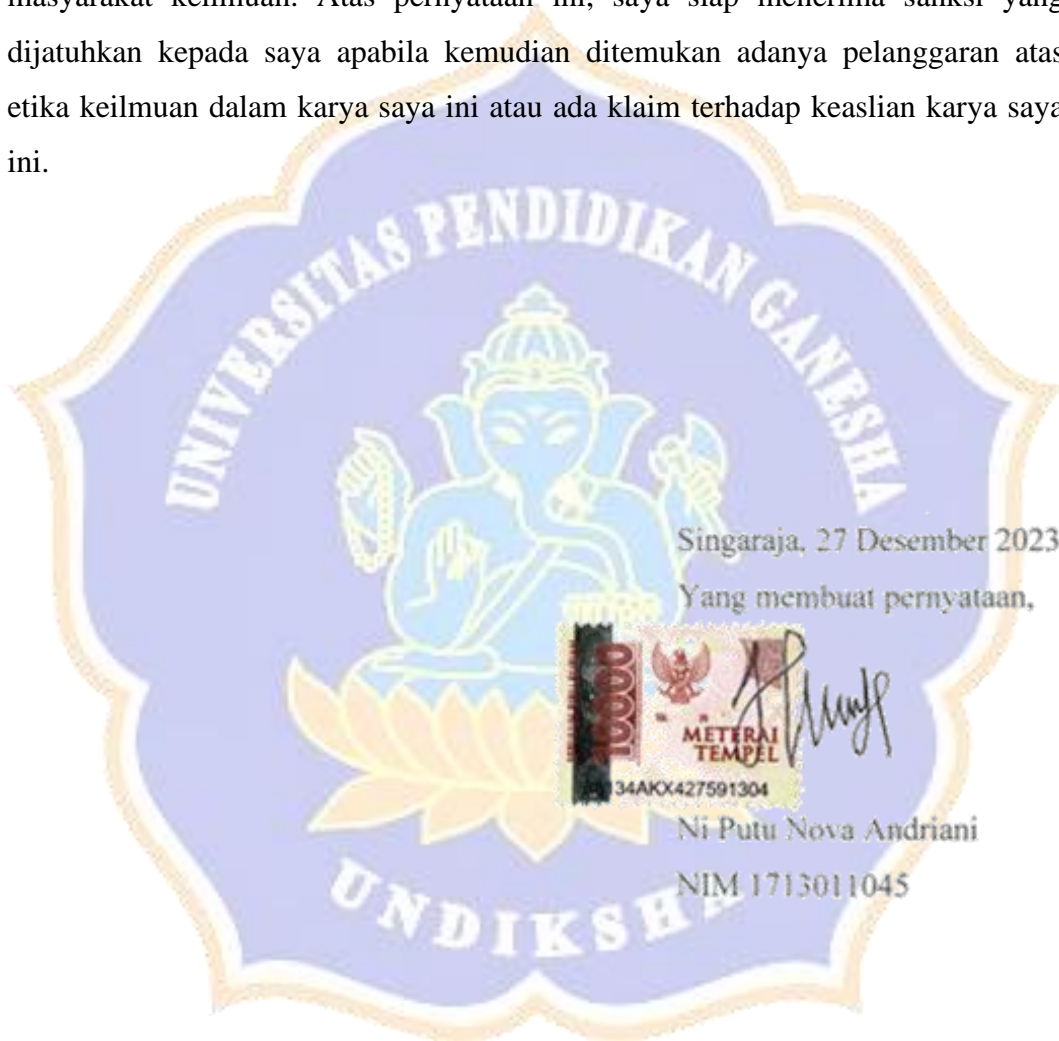 masyarakat keilmuan. Atas pernyataan ini, saya siap menerima sanksi yang
dijatuhkan kepada saya apabila kemudian ditemukan adanya pelanggaran atas
etika keilmuan dalam karya saya ini atau ada klaim terhadap keaslian karya saya
ini.
UNIVERSITAS PENDIDIKAN GANESHA
Singaraja, 27 Desember 2023
Yang membuat pernyataan,
10000
METERAI
TEMPEL
34AKX427591304
Ni Putu Nova Andriani
NIM 1713011045
UNDIKSHA